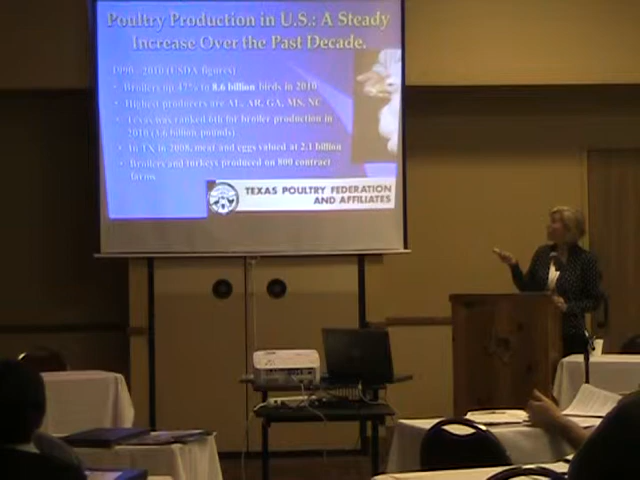 Poultry Production in U.S.: A Steady
Increase Over the Past Decade.
1990 - 2010 (USDA figures)
• Broilers up 47% to 8.6 billion birds in 2010
• Highest producers are AL, AR, GA, MS, NC
• Texas was ranked 6th for broiler production in
2010 (3.6 billion pounds)
• In TX in 2008, meat and eggs valued at 2.1 billion
• Broilers and turkeys produced on 800 contract
farms.
TEXAS POULTRY FEDERATION
AND AFFILIATES